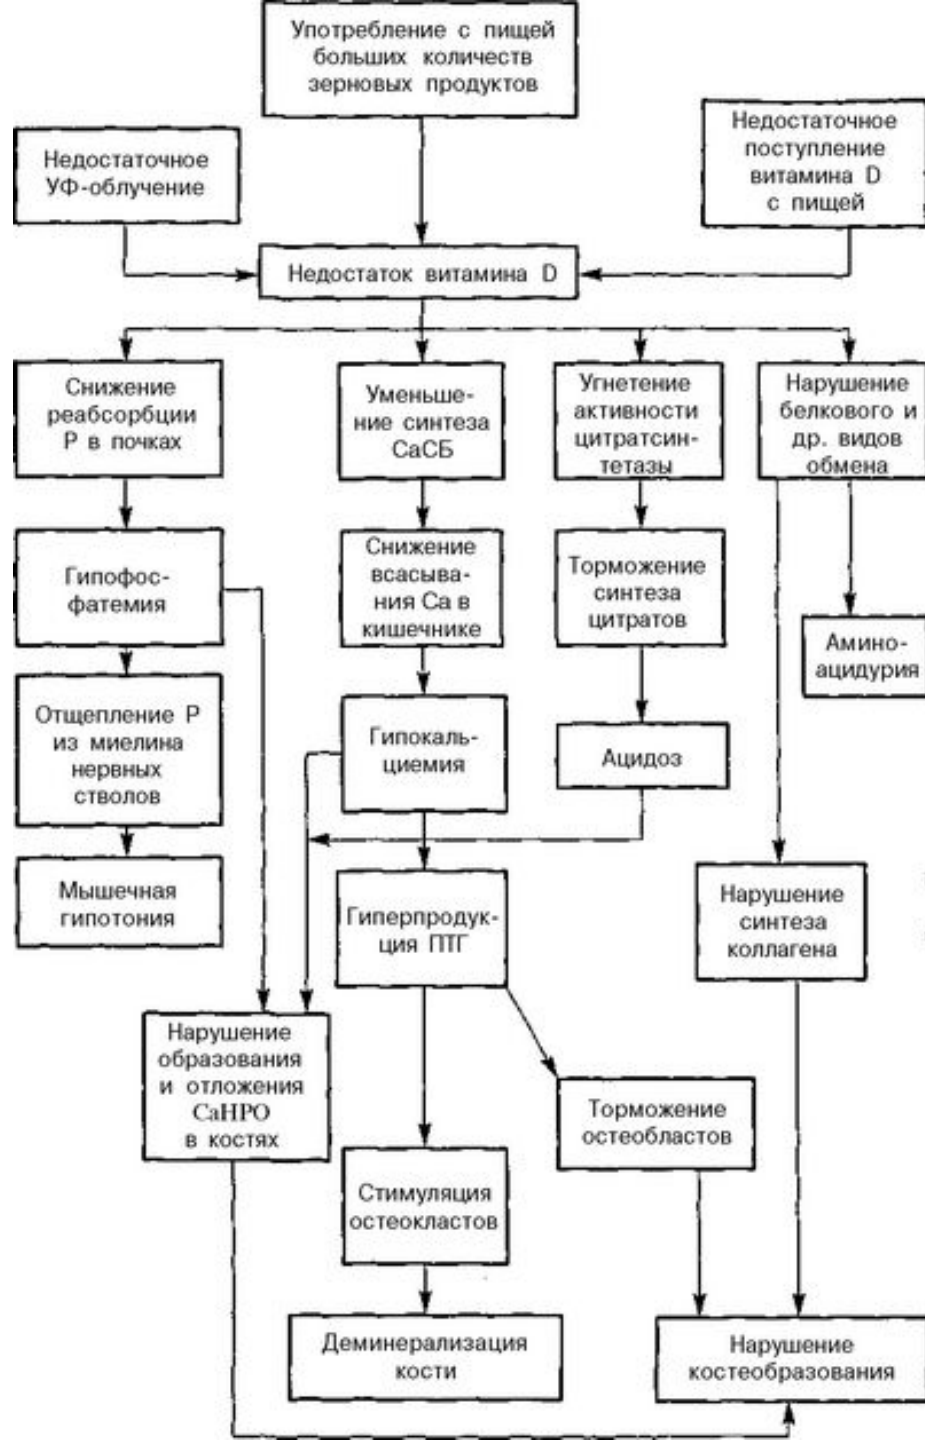 Употребление с пищей
больших количеств
зерновых продуктов
Недостаточное
УФ-облучение
Недостаточное
поступление
витамина D
с пищей
Недостаток витамина D
Снижение
реабсорбции
Р в почках
Уменьше-
ние синтеза
СаСБ
Угнетение
активности
цитратсин-
тетазы
Нарушение
белкового и
др. видов
обмена
Гипофос-
фатемия
Снижение
всасыва-
ния Са в
кишечнике
Торможение
синтеза
цитратов
Амино-
ацидурия
Отщепление Р
из миелина
нервных
стволов
Гипокаль-
циемия
Ацидоз
Мышечная
гипотония
Гиперпродук-
ция ПТГ
Нарушение
синтеза
коллагена
Нарушение
образования
и отложения
СаНРО
в костях
Торможение
остеобластов
Стимуляция
остеокластов
Деминерализация
кости
Нарушение
костеобразования